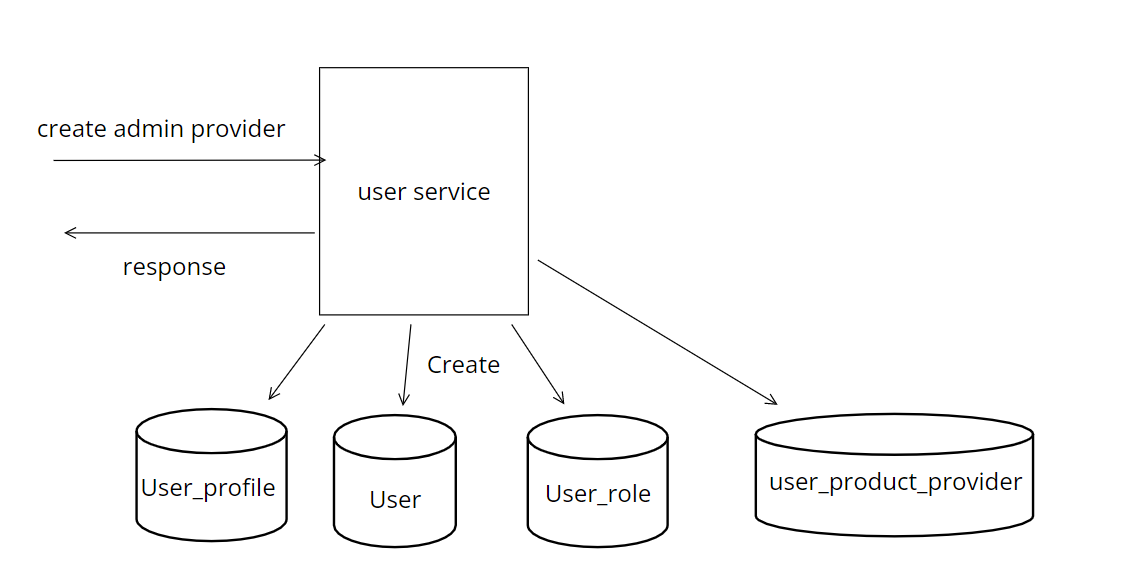 create admin provider
user service
response
Create
User_profile
User
User_role
user_product_provider